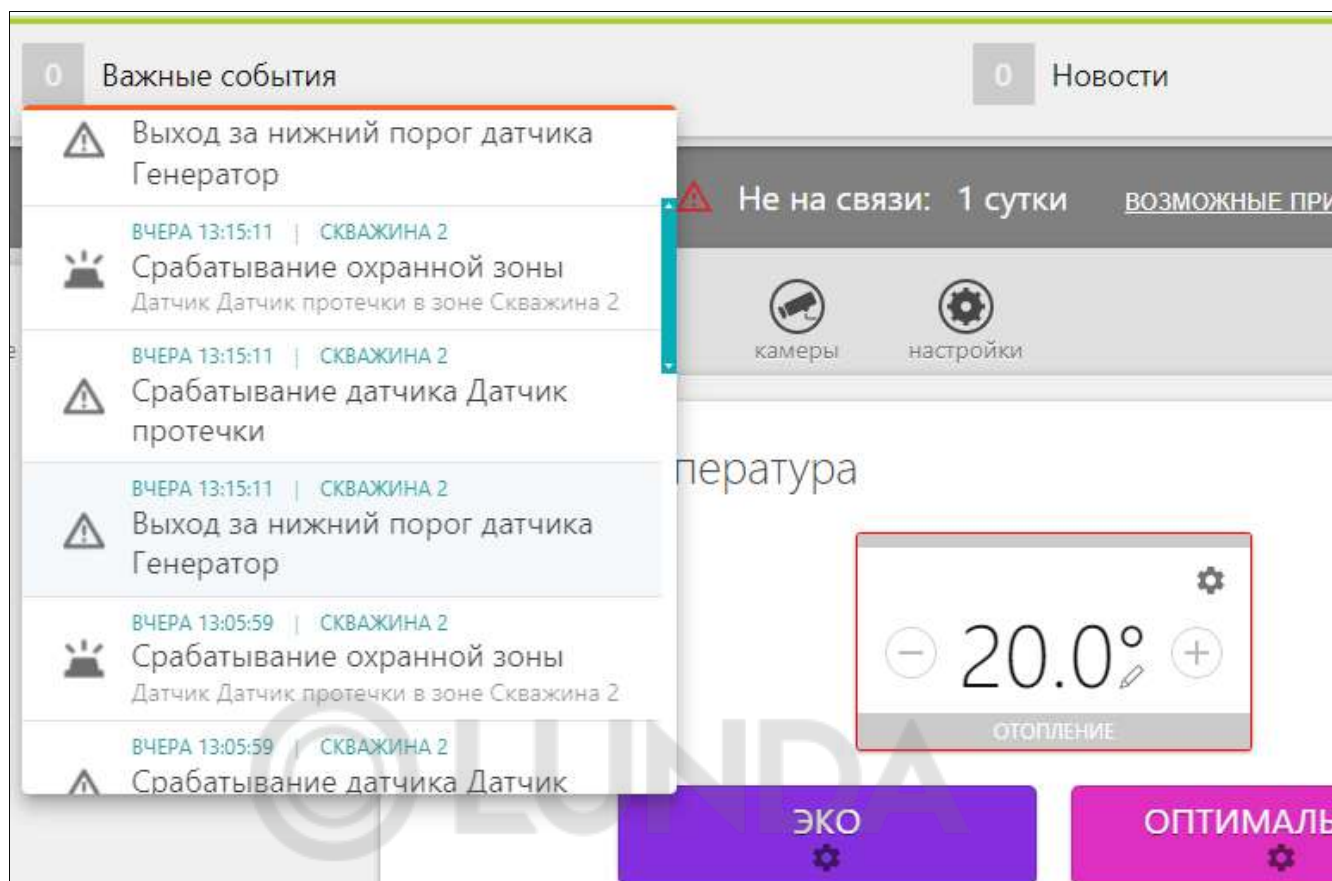 0 Важные события
0 Новости
Выход за нижний порог датчика
Генератор
Не на связи: 1 сутки
ВОЗМОЖНЫЕ ПРИ
ВЧЕРА 13:15:11 | СКВАЖИНА 2
Срабатывание охранной зоны
Датчик Датчик протечки в зоне Скважина 2
камеры
настройки
ВЧЕРА 13:15:11 | СКВАЖИНА 2
Срабатывание датчика Датчик
протечки
пература
ВЧЕРА 13:15:11 | СКВАЖИНА 2
Выход за нижний порог датчика
Генератор
20.0°
ОТОПЛЕНИЕ
ВЧЕРА 13:05:59 | СКВАЖИНА 2
Срабатывание охранной зоны
Датчик Датчик протечки в зоне Скважина 2
ВЧЕРА 13:05:59 | СКВАЖИНА 2
Срабатывание датчика Датчик
LUNDA
ЭКО
ОПТИМАЛЬ